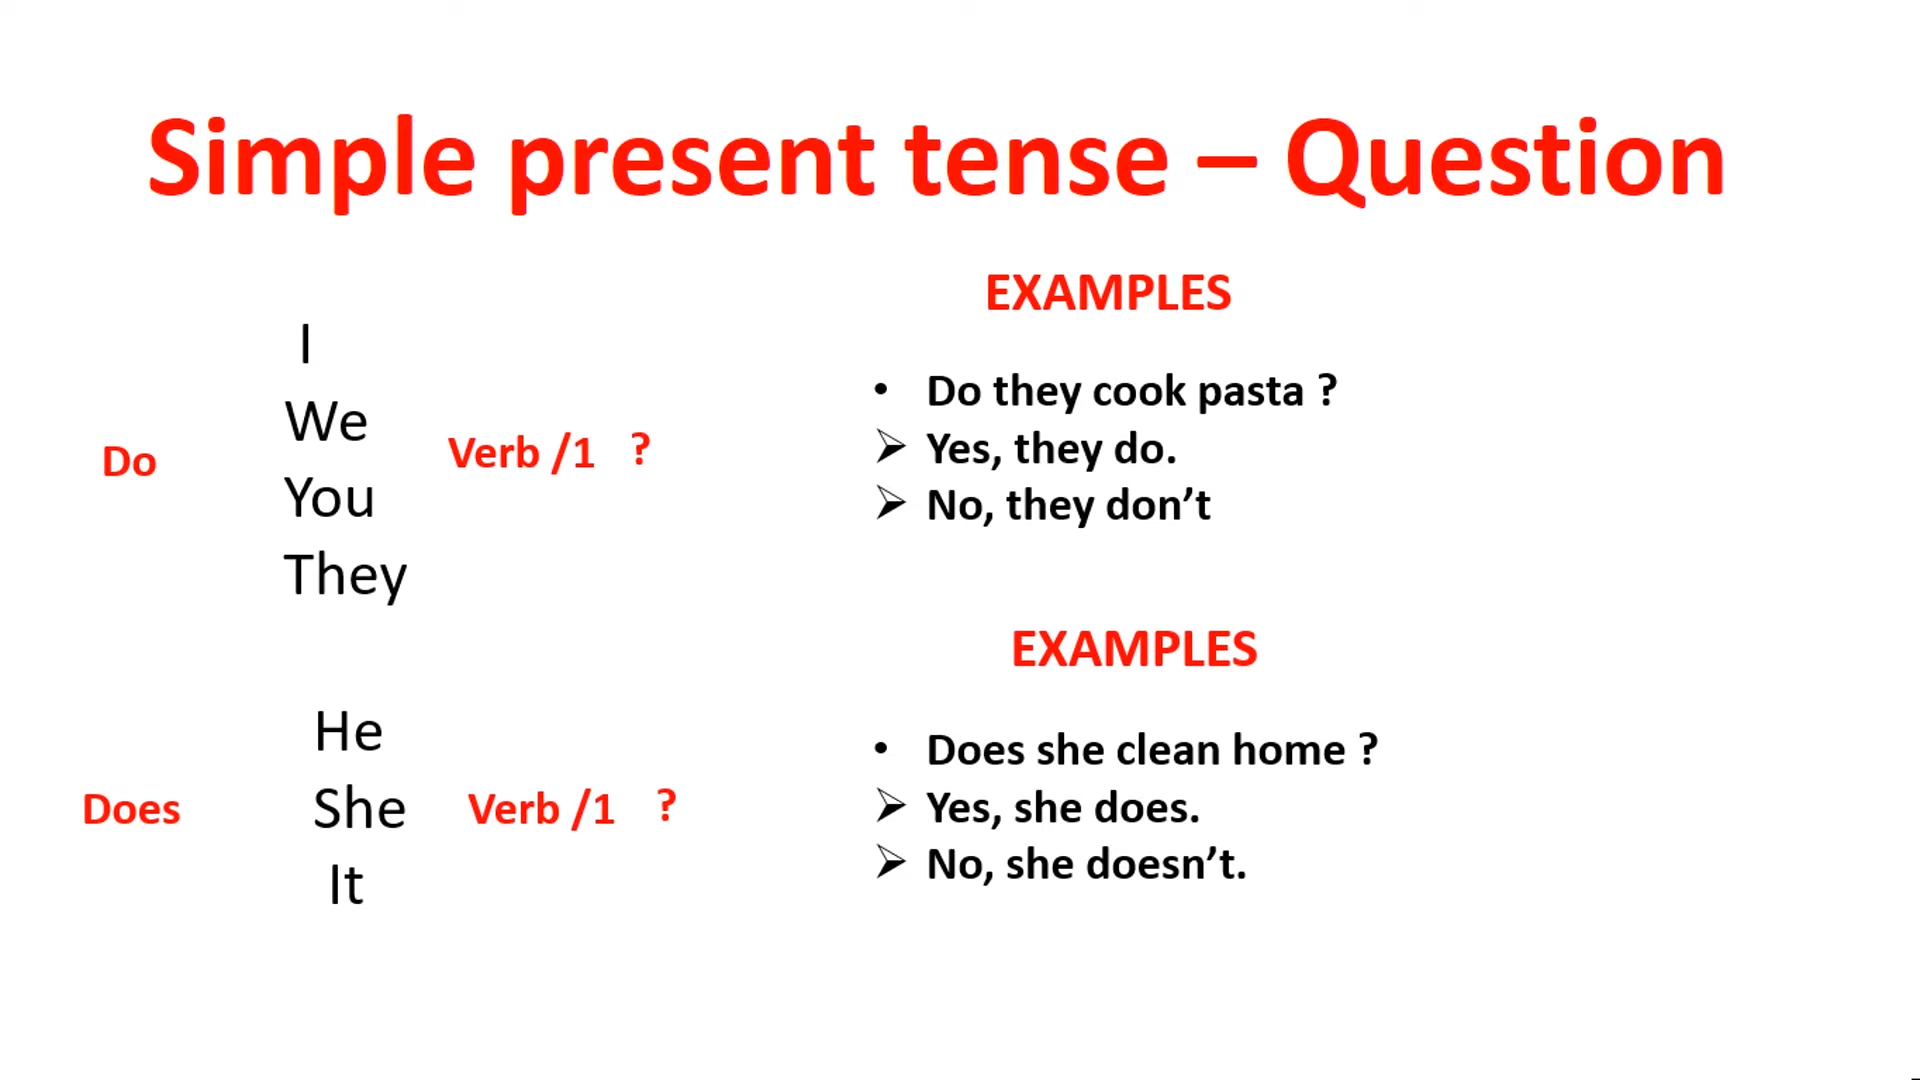 Simple present tense – Question
I
We
Do
Verb /1 ?
You
They
EXAMPLES
• Do they cook pasta ?
➢ Yes, they do.
➢ No, they don’t
He
Does
She
Verb /1 ?
It
EXAMPLES
• Does she clean home ?
➢ Yes, she does.
➢ No, she doesn’t.